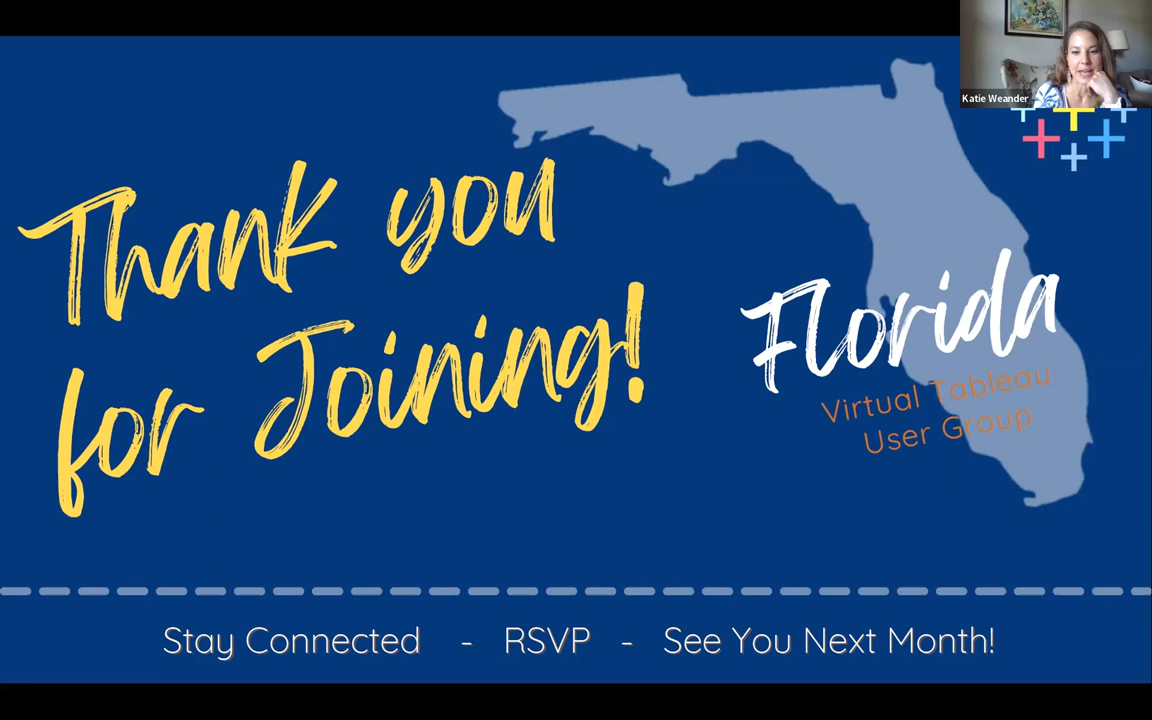 Katie Weander
Thank you
for Joining!
Florida
Virtual Tableau
User Group
Stay Connected - RSVP - See You Next Month!